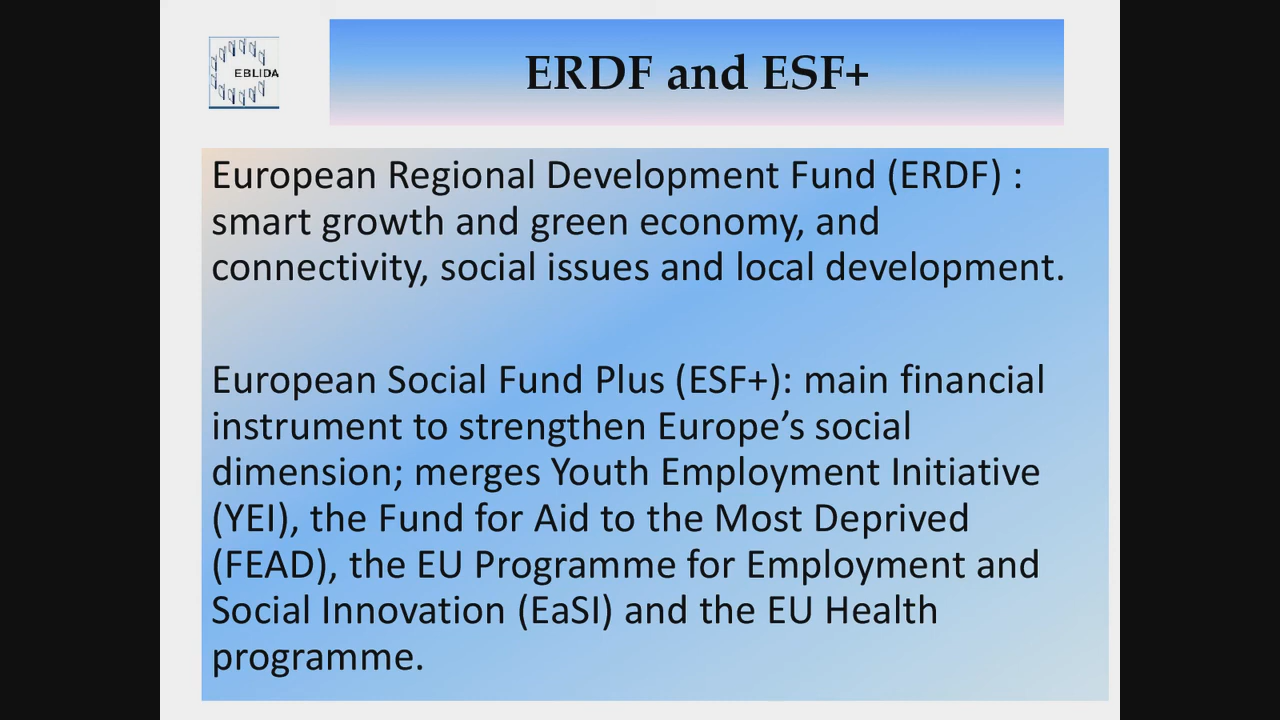 EBLIDA
ERDF and ESF+
European Regional Development Fund (ERDF) :
smart growth and green economy, and
connectivity, social issues and local development.
European Social Fund Plus (ESF+): main financial
instrument to strengthen Europe’s social
dimension; merges Youth Employment Initiative
(YEI), the Fund for Aid to the Most Deprived
(FEAD), the EU Programme for Employment and
Social Innovation (EaSI) and the EU Health
programme.